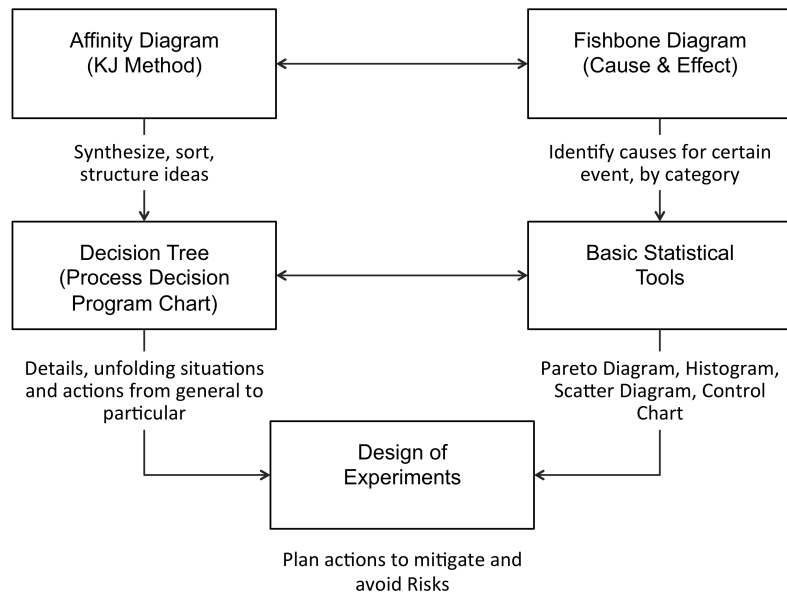 Affinity Diagram
(KJ Method)
Fishbone Diagram
(Cause & Effect)
Synthesize, sort,
structure ideas
Identify causes for certain
event, by category
Decision Tree
(Process Decision
Program Chart)
Basic Statistical
Tools
Details, unfolding situations
and actions from general to
particular
Pareto Diagram, Histogram,
Scatter Diagram, Control
Chart
Design of
Experiments
Plan actions to mitigate and
avoid Risks